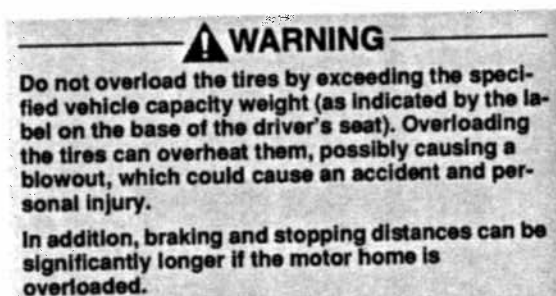 WARNING
Do not overload the tires by exceeding the speci-
fied vehicle capacity weight (as indicated by the la-
bel on the base of the driver's seat). Overloading
the tires can overheat them, possibly causing a
blowout, which could cause an accident and per-
sonal injury.
In addition, braking and stopping distances can be
significantly longer if the motor home is
overloaded.